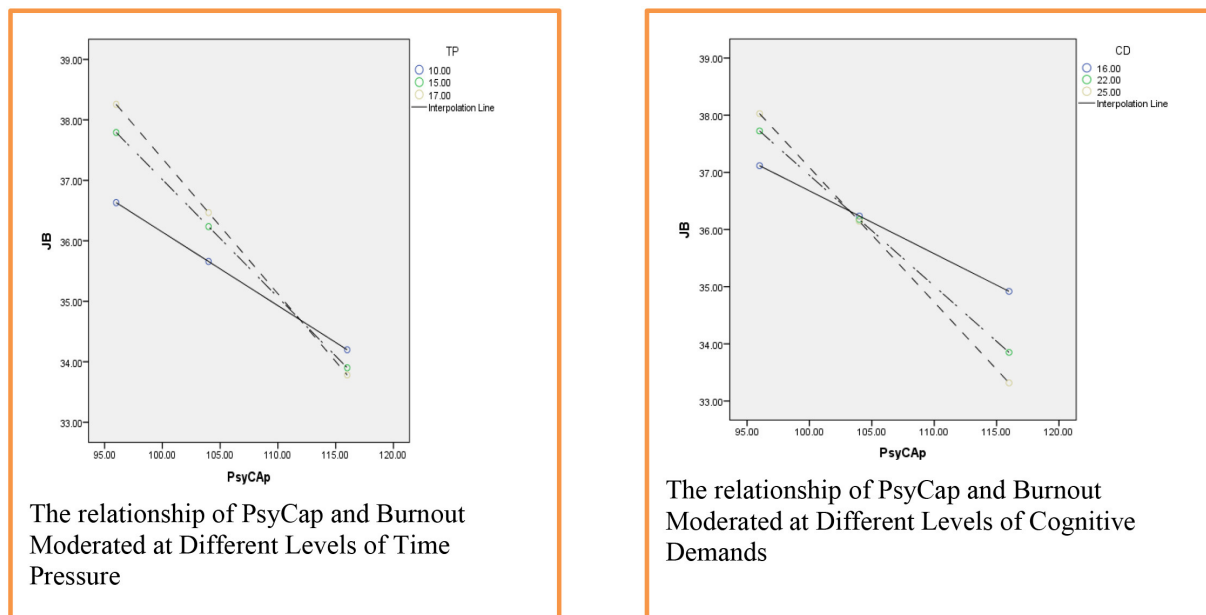 TP
10.00
15.00
17.00
Interpolation Line
39.00
38.00
37.00
36.00
35.00
34.00
33.00
JB
95.00 100.00 105.00 110.00 115.00 120.00
PsyCAp
The relationship of PsyCap and Burnout
Moderated at Different Levels of Time
Pressure
CD
16.00
22.00
25.00
Interpolation Line
39.00
38.00
37.00
36.00
35.00
34.00
33.00
JB
95.00 100.00 105.00 110.00 115.00 120.00
PsyCAp
The relationship of PsyCap and Burnout
Moderated at Different Levels of Cognitive
Demands